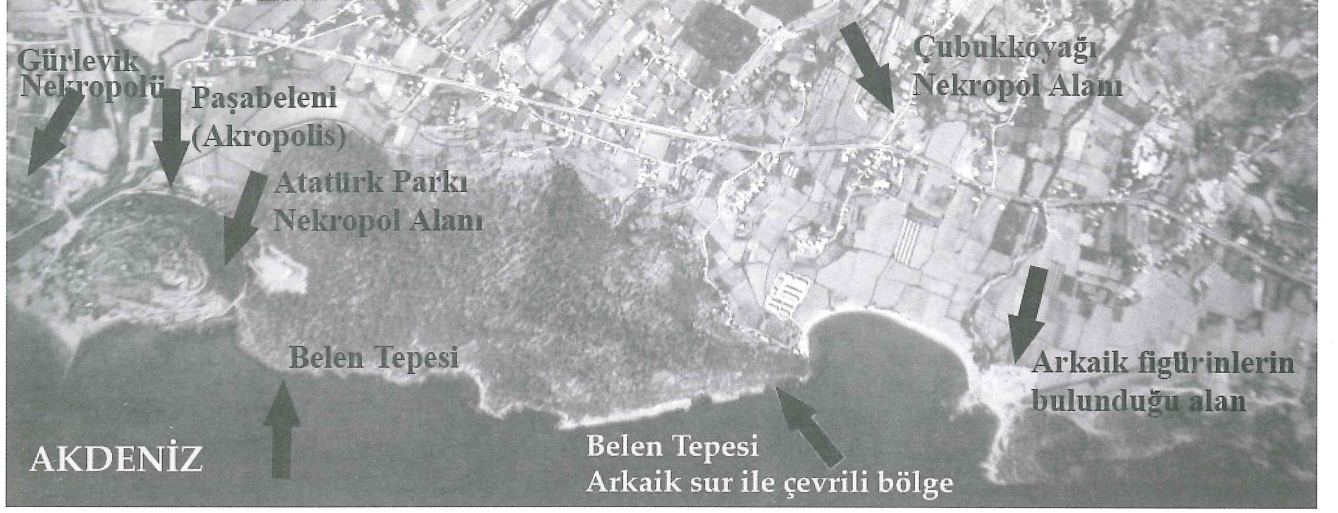 Gürlevik
Nekropolü
Paşabeleni
(Akropolis)
Atatürk Parkı
Nekropol Alanı
Çubukkoyağı
Nekropol Alanı
Belen Tepesi
Arkaik figürinlerin
bulunduğu alan
Belen Tepesi
Arkaik sur ile çevrili bölge
AKDENİZ